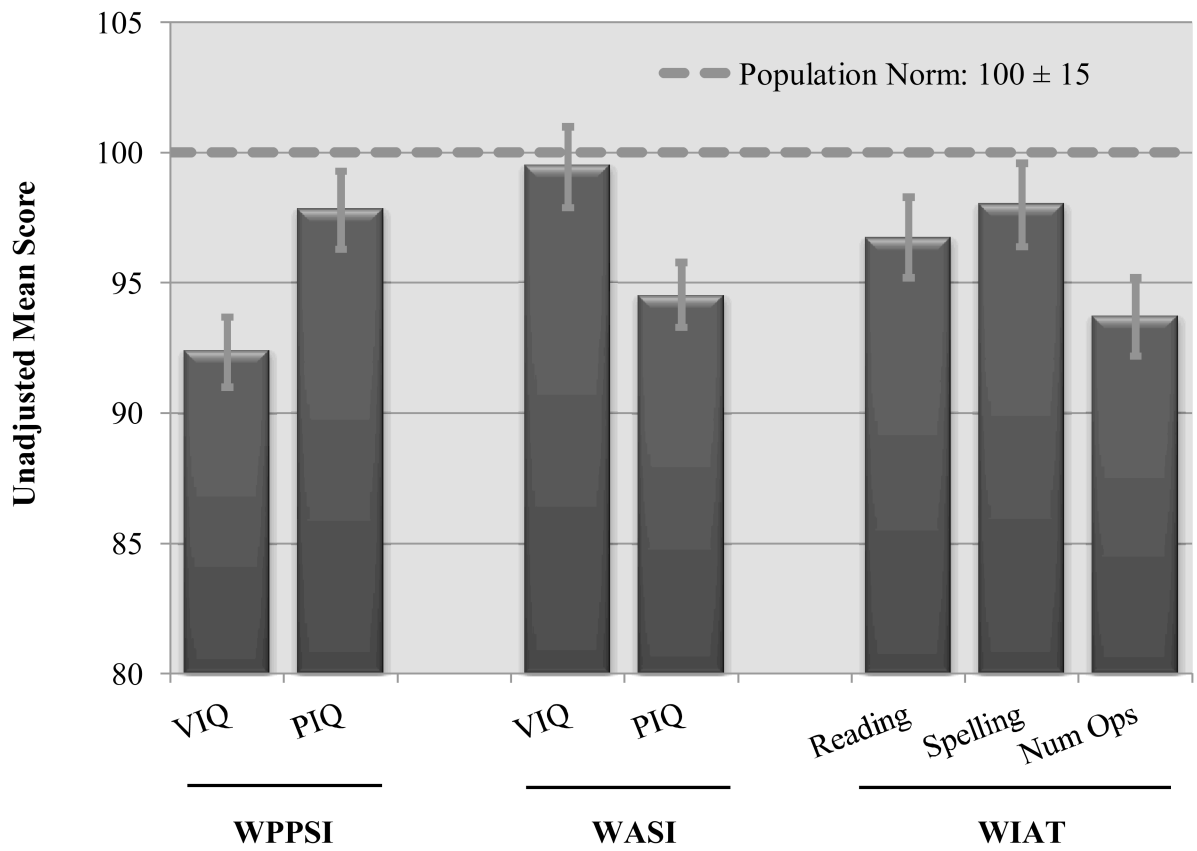 105
Population Norm: 100 ± 15
100
95
90
85
80
Unadjusted Mean Score
VIQ PIQ VIQ PIQ Reading Spelling Num Ops
WPPSI WASI WIAT